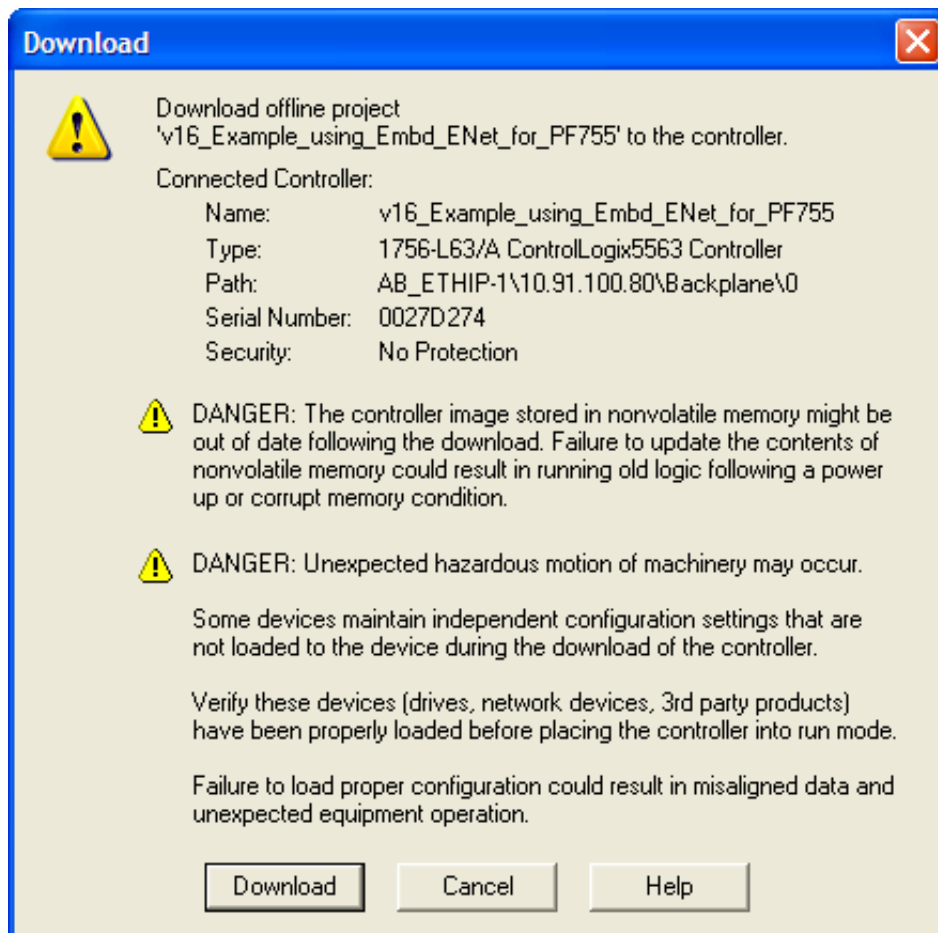 Download
Download offline project
'v16_Example_using_Embd_ENet_for_PF755' to the controller.
Connected Controller:
Name: v16_Example_using_Embd_ENet_for_PF755
Type: 1756-L63/A ControlLogix5563 Controller
Path: AB_ETHIP-1\10.91.100.80\Backplane\0
Serial Number: 0027D274
Security: No Protection
DANGER: The controller image stored in nonvolatile memory might be
out of date following the download. Failure to update the contents of
nonvolatile memory could result in running old logic following a power
up or corrupt memory condition.
DANGER: Unexpected hazardous motion of machinery may occur.
Some devices maintain independent configuration settings that are
not loaded to the device during the download of the controller.
Verify these devices (drives, network devices, 3rd party products)
have been properly loaded before placing the controller into run mode.
Failure to load proper configuration could result in misaligned data and
unexpected equipment operation.
Download Cancel Help